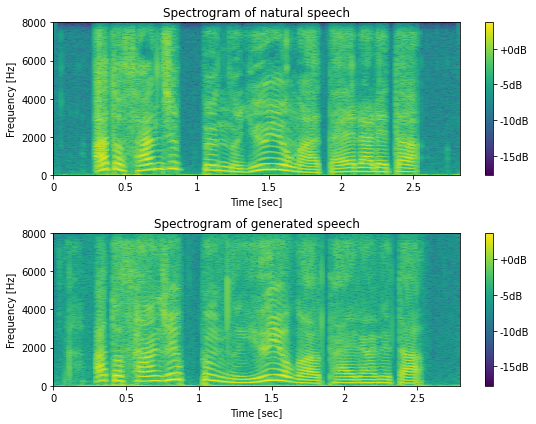 Spectrogram of natural speech
8000
6000
4000
2000
0
Frequency [Hz]
0 0.5 1 1.5 2 2.5
Time [sec]
+0dB
-5dB
-10dB
-15dB
Spectrogram of generated speech
8000
6000
4000
2000
0
Frequency [Hz]
0 0.5 1 1.5 2 2.5
Time [sec]
+0dB
-5dB
-10dB
-15dB